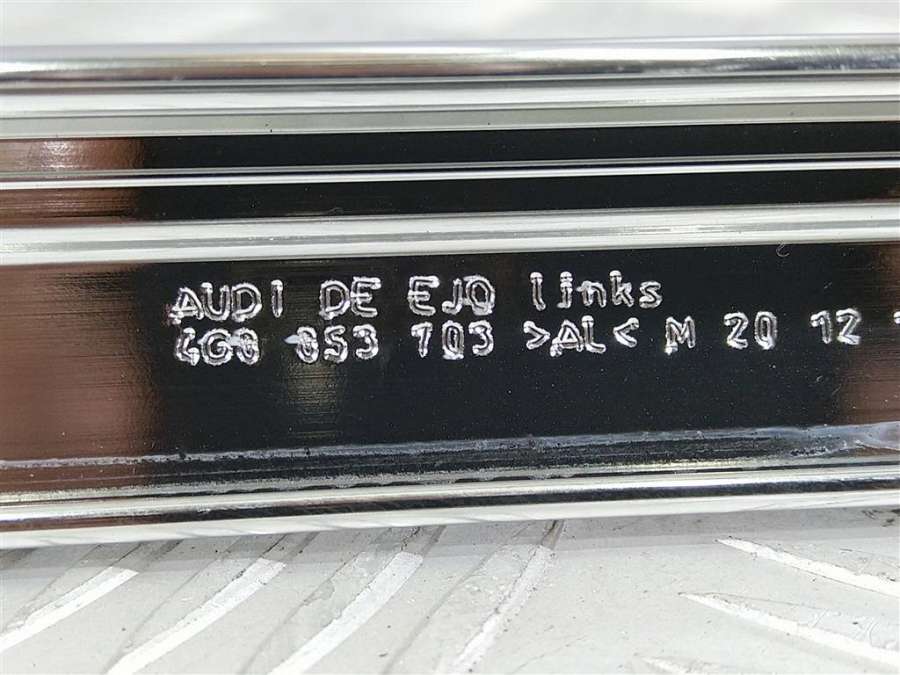 AUDI DE EJO links
4G8 853 703 >AL< M 20 12